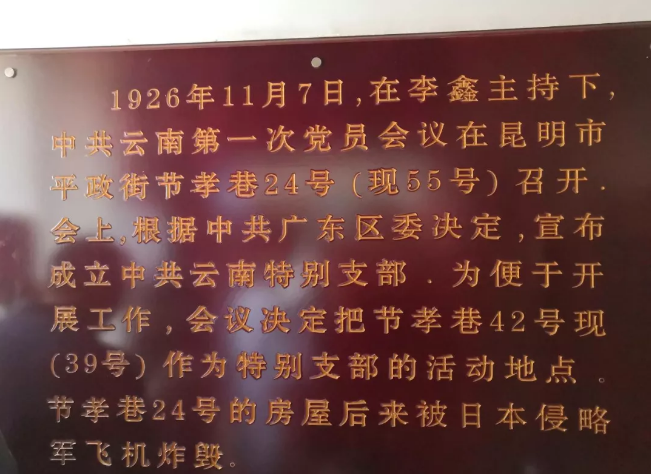 1926年11月7日,在李鑫主持下,
中共云南第一次党员会议在昆明市
平政街节孝巷24号(现55号)召开.
会上,根据中共广东区委决定,宣布
成立中共云南特别支部.为便于开
展工作,会议决定把节孝巷42号现
(39号)作为特别支部的活动地点。
节孝巷24号的房屋后来被日本侵略
军飞机炸毁。